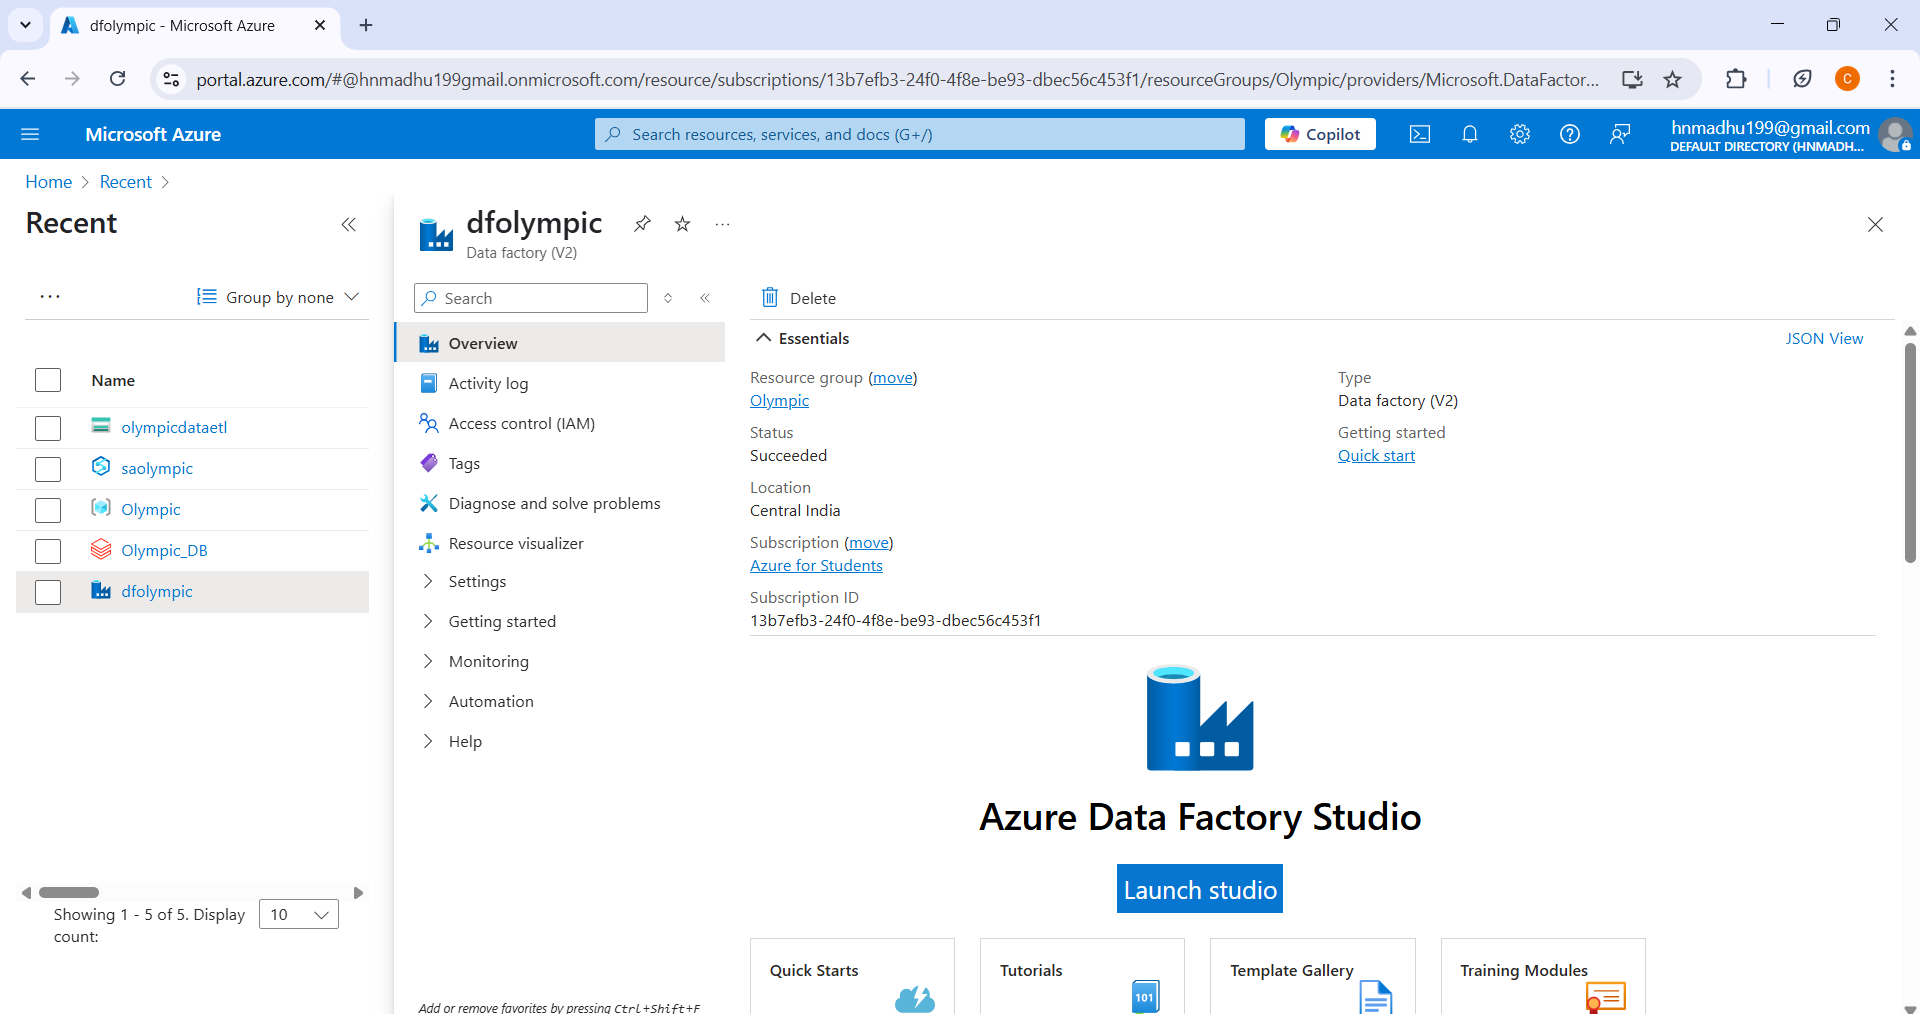 dfolympic - Microsoft Azure
portal.azure.com/#@hnmadhu199gmail.onmicrosoft.com/resource/subscriptions/13b7efb3-24f0-4f8e-be93-dbec56c453f1/resourceGroups/Olympic/providers/Microsoft.DataFactor...
C
Microsoft Azure
Search resources, services, and docs (G+/)
Copilot
hnmadhu199@gmail.com
DEFAULT DIRECTORY (HNMADH...
Home
Recent
Recent
Group by none
Name
olympicdataetl
saolympic
Olympic
Olympic_DB
dfolympic
Showing 1 - 5 of 5. Display count:
10
dfolympic
Data factory (V2)
Search
Overview
Activity log
Access control (IAM)
Tags
Diagnose and solve problems
Resource visualizer
Settings
Getting started
Monitoring
Automation
Help
Add or remove favorites by pressing Ctrl+Shift+F
Delete
Essentials
JSON View
Resource group (move)
Olympic
Status
Succeeded
Location
Central India
Subscription (move)
Azure for Students
Subscription ID
13b7efb3-24f0-4f8e-be93-dbec56c453f1
Type
Data factory (V2)
Getting started
Quick start
Azure Data Factory Studio
Launch studio
Quick Starts
Tutorials
101
Template Gallery
Training Modules